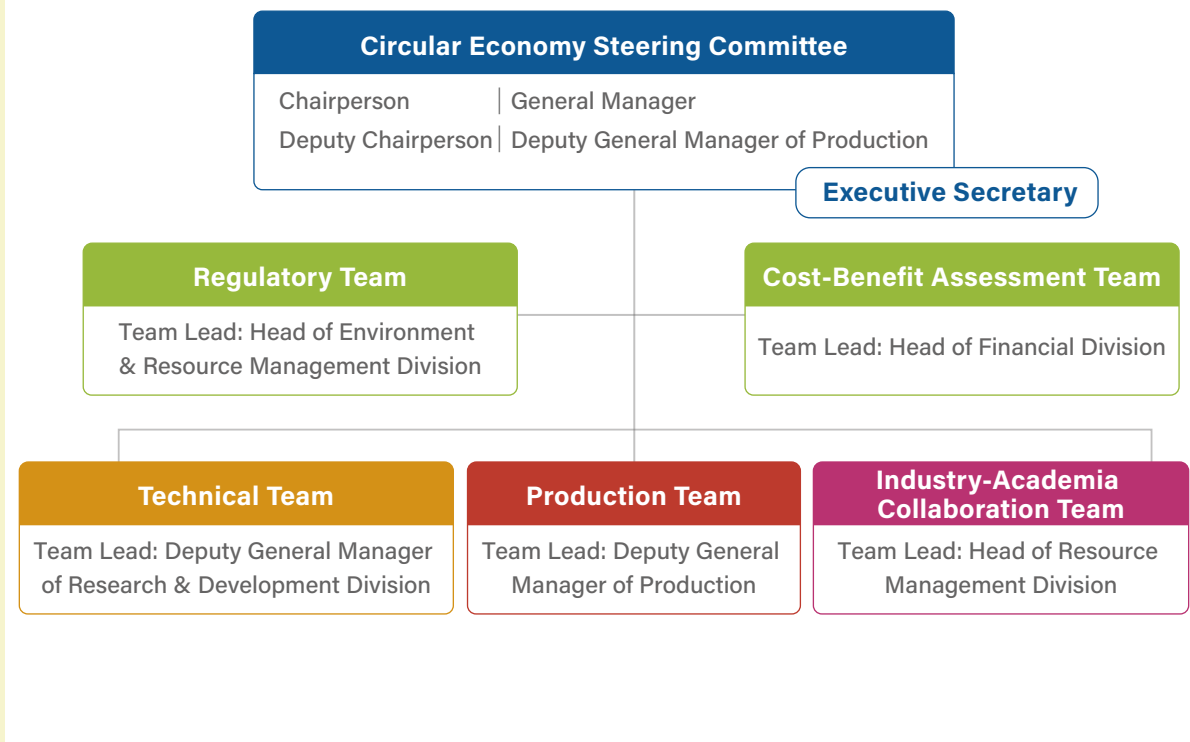 Circular Economy Steering Committee
Chairperson | General Manager
Deputy Chairperson | Deputy General Manager of Production
Executive Secretary
Regulatory Team
Team Lead: Head of Environment
& Resource Management Division
Cost-Benefit Assessment Team
Team Lead: Head of Financial Division
Technical Team
Team Lead: Deputy General Manager
of Research & Development Division
Production Team
Team Lead: Deputy General
Manager of Production
Industry-Academia
Collaboration Team
Team Lead: Head of Resource
Management Division